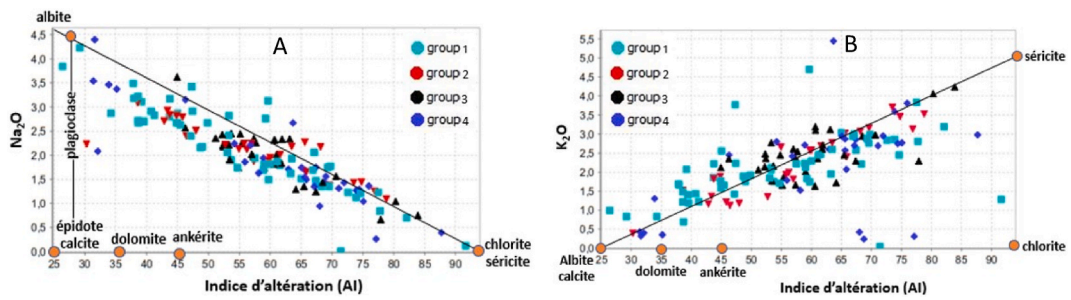 albite
A
4,5
4,0
3,5
3,0
2,5
2,0
1,5
1,0
0,5
0,0
Na₂O
plagioclase
group 1
group 2
group 3
group 4
épidote
calcite
dolomite
ankérite
chlorite
séricite
25 30 35 40 45 50 55 60 65 70 75 80 85 90
Indice d'altération (AI)
B
5,5
5,0
4,5
4,0
3,5
3,0
2,5
2,0
1,5
1,0
0,5
0,0
K₂O
group 1
group 2
group 3
group 4
séricite
chlorite
Albite
calcite
dolomite
ankérite
25 30 35 40 45 50 55 60 65 70 75 80 85 90
Indice d'altération (AI)